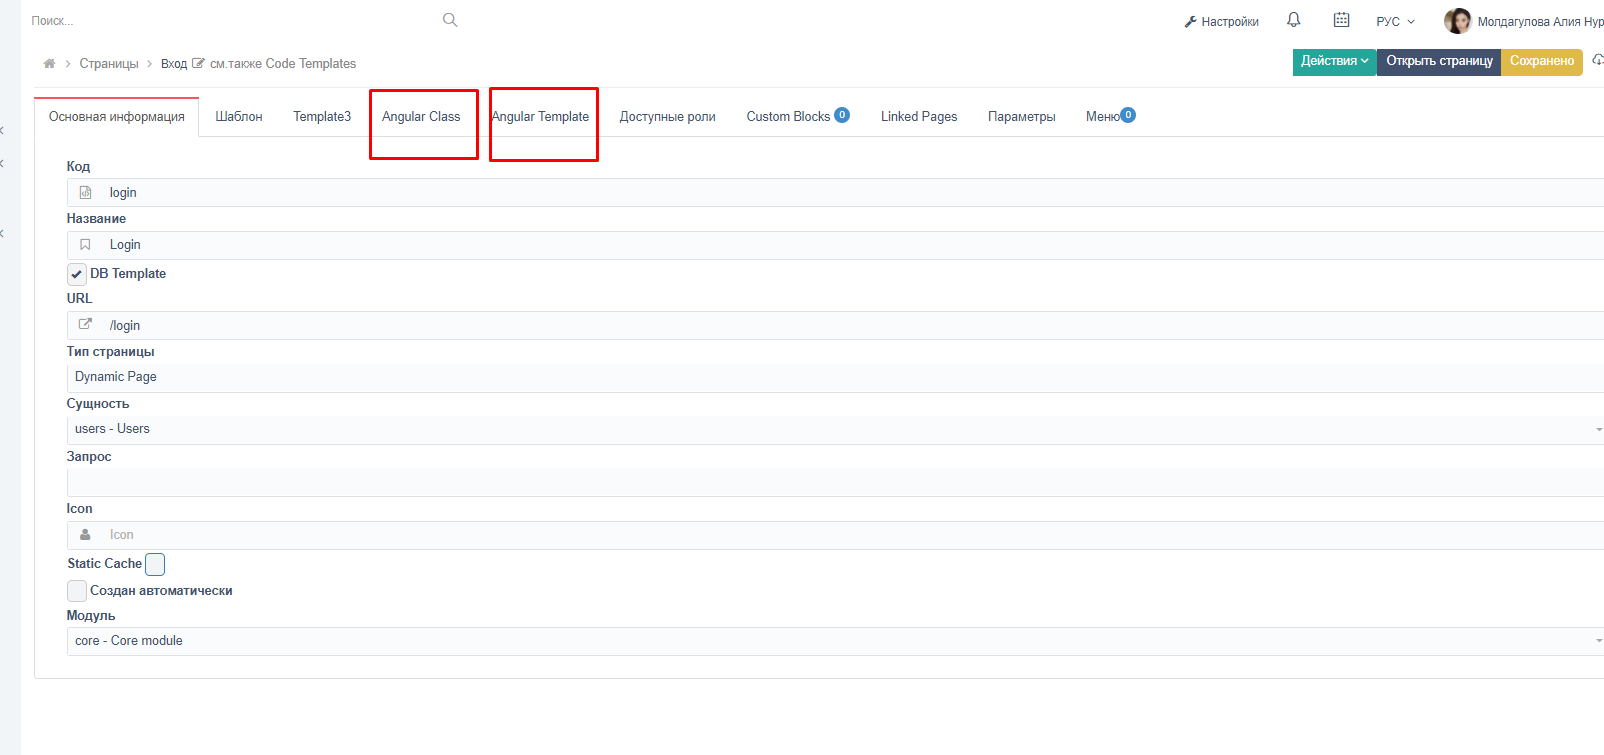 Поиск...
Настройки
РУС
Молдагулова Алия Нур
Страницы
Вход
см.также Code Templates
Действия
Открыть страницу
Сохранено
Основная информация
Шаблон
Template3
Angular Class
Angular Template
Доступные роли
Custom Blocks 0
Linked Pages
Параметры
Меню 0
Код
login
Название
Login
DB Template
URL
/login
Тип страницы
Dynamic Page
Сущность
users - Users
Запрос
Icon
Icon
Static Cache
Создан автоматически
Модуль
core - Core module